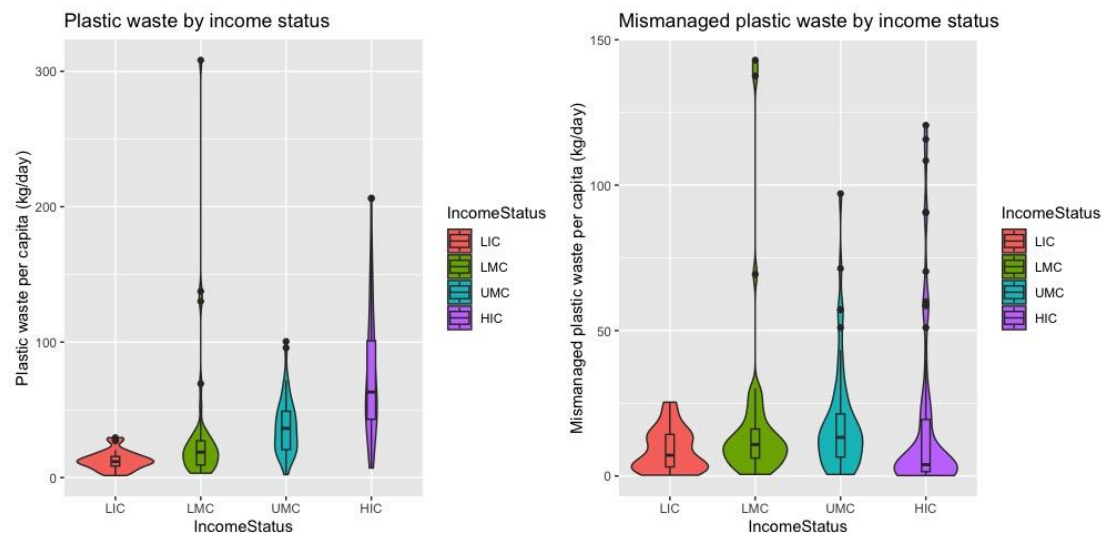 Plastic waste by income status
Plastic waste per capita (kg/day)
300
200
100
0
LIC
LMC
UMC
HIC
IncomeStatus
IncomeStatus
LIC
LMC
UMC
HIC
Mismanaged plastic waste by income status
Mismanaged plastic waste per capita (kg/day)
150
100
50
0
LIC
LMC
UMC
HIC
IncomeStatus
IncomeStatus
LIC
LMC
UMC
HIC